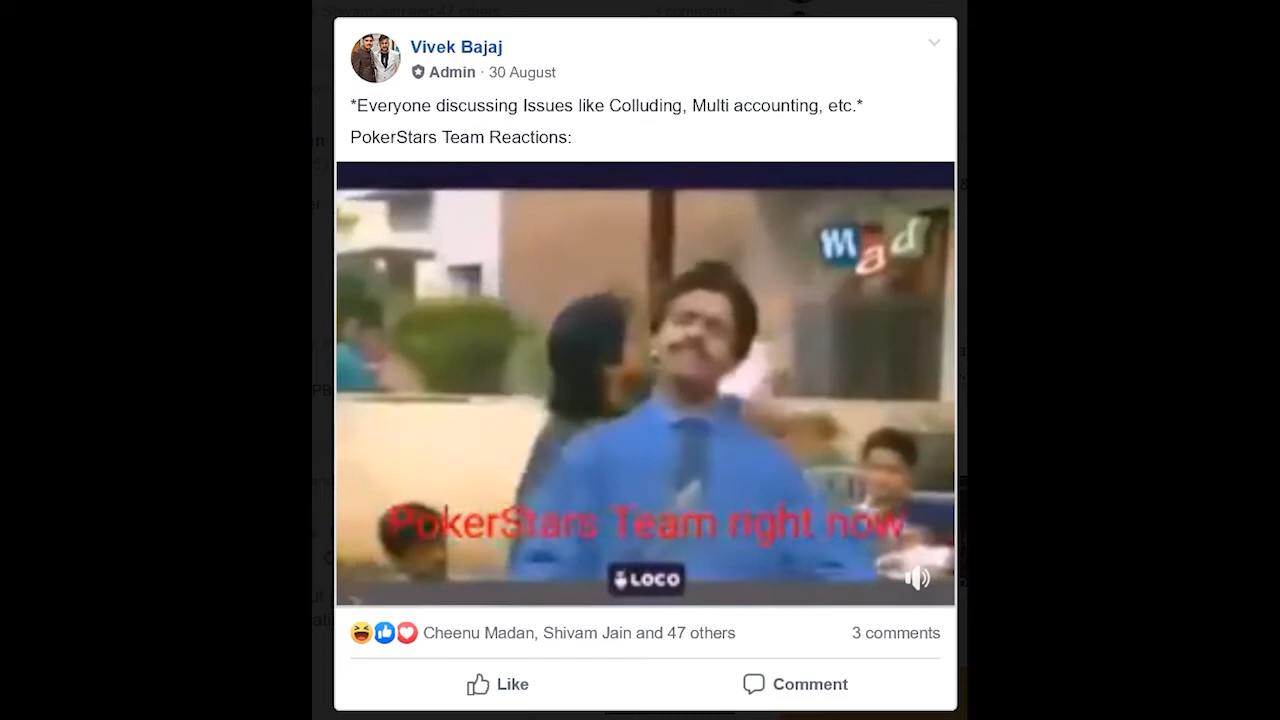 Vivek Bajaj
Admin · 30 August
*Everyone discussing Issues like Colluding, Multi accounting, etc.*
PokerStars Team Reactions:
mad
PokerStars Team right now
LOCO
Cheenu Madan, Shivam Jain and 47 others
3 comments
Like
Comment